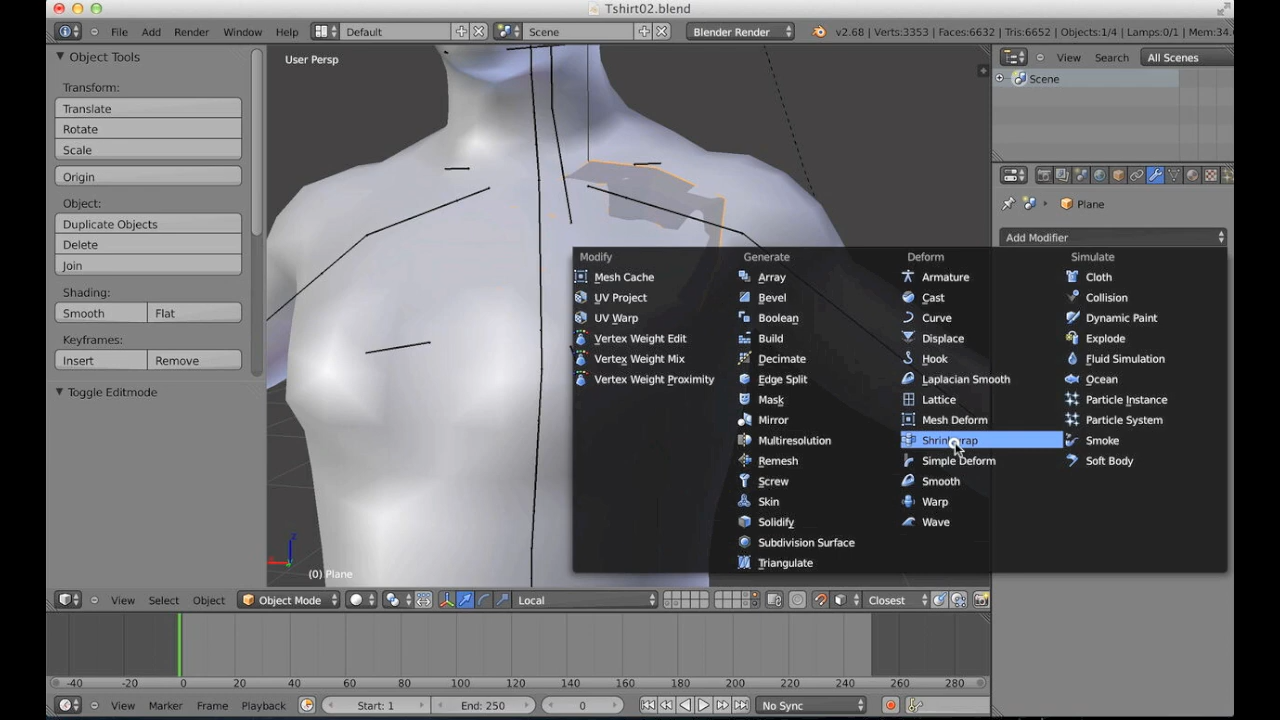 Tshirt02.blend
File Add Render Window Help Default Scene Blender Render v2.68 | Verts:3353 | Faces:6632 | Tris:6652 | Objects:1/4 | Lamps:0/1 | Mem:34.
Object Tools
Transform:
Translate
Rotate
Scale
Origin
Object:
Duplicate Objects
Delete
Join
Shading:
Smooth Flat
Keyframes:
Insert Remove
Toggle Editmode
User Persp
(0) Plane
View Search All Scenes
Scene
Plane
Add Modifier
Modify
Mesh Cache
UV Project
UV Warp
Vertex Weight Edit
Vertex Weight Mix
Vertex Weight Proximity
Generate
Array
Bevel
Boolean
Build
Decimate
Edge Split
Mask
Mirror
Multiresolution
Remesh
Screw
Skin
Solidify
Subdivision Surface
Triangulate
Deform
Armature
Cast
Curve
Displace
Hook
Laplacian Smooth
Lattice
Mesh Deform
Shrinkwrap
Simple Deform
Smooth
Warp
Wave
Simulate
Cloth
Collision
Dynamic Paint
Explode
Fluid Simulation
Ocean
Particle Instance
Particle System
Smoke
Soft Body
View Select Object Object Mode Local Closest
-40 -20 0 20 40 60 80 100 120 140 160 180 200 220 240 260 280
View Marker Frame Playback Start: 1 End: 250 0 No Sync